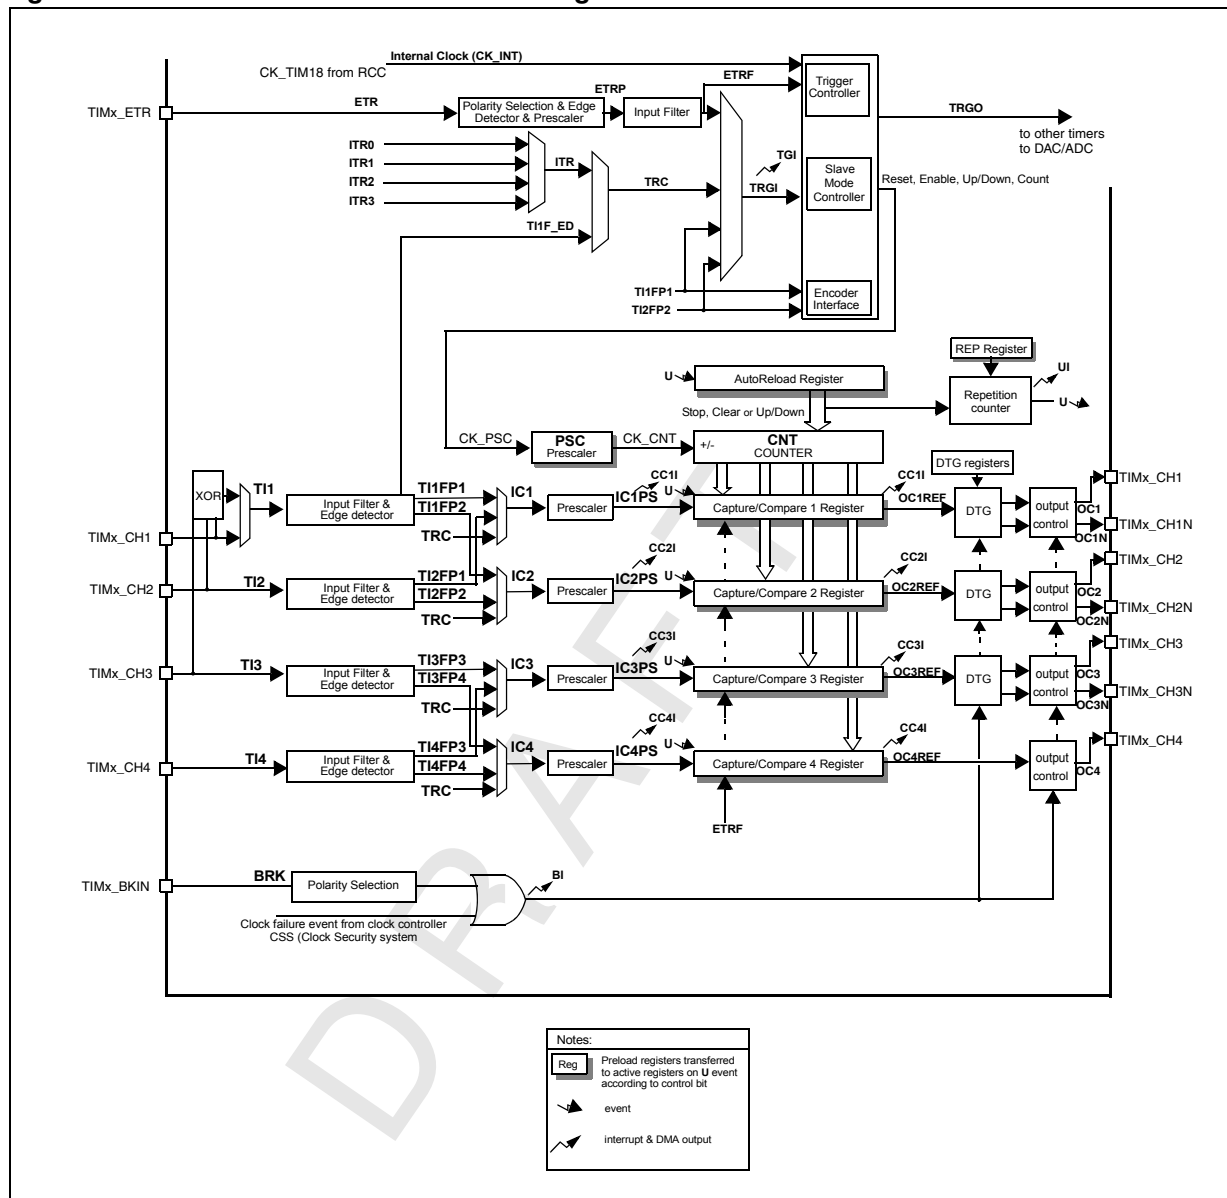 Internal Clock (CK_INT)
CK_TIM18 from RCC
ETRF
Trigger
Controller
ETRP
TIMx_ETR
ETR
Polarity Selection & Edge
Detector & Prescaler
Input Filter
TRGO
to other timers
to DAC/ADC
ITR0
ITR1
ITR2
ITR3
ITR
TRC
TGI
TRGI
Slave
Mode
Controller
Reset, Enable, Up/Down, Count
TI1F_ED
TI1FP1
TI2FP2
Encoder
Interface
REP Register
UI
U
AutoReload Register
Repetition
counter
U
Stop, Clear or Up/Down
CK_PSC
PSC
Prescaler
CK_CNT
+/-
CNT
COUNTER
DTG registers
XOR
TI1
Input Filter &
Edge detector
TI1FP1
TI1FP2
TRC
IC1
Prescaler
IC1PS
CC1I
U
Capture/Compare 1 Register
CC1I
OC1REF
DTG
output
control
OC1
OC1N
TIMx_CH1
TIMx_CH1N
TIMx_CH1
TIMx_CH2
TI2
Input Filter &
Edge detector
TI2FP1
TI2FP2
TRC
IC2
Prescaler
IC2PS
CC2I
U
Capture/Compare 2 Register
CC2I
OC2REF
DTG
output
control
OC2
OC2N
TIMx_CH2
TIMx_CH2N
TIMx_CH3
TI3
Input Filter &
Edge detector
TI3FP3
TI3FP4
TRC
IC3
Prescaler
IC3PS
CC3I
U
Capture/Compare 3 Register
CC3I
OC3REF
DTG
output
control
OC3
OC3N
TIMx_CH3
TIMx_CH3N
TIMx_CH4
TI4
Input Filter &
Edge detector
TI4FP3
TI4FP4
TRC
IC4
Prescaler
IC4PS
CC4I
U
Capture/Compare 4 Register
CC4I
OC4REF
output
control
OC4
TIMx_CH4
ETRF
TIMx_BKIN
BRK
Polarity Selection
BI
Clock failure event from clock controller
CSS (Clock Security system
DRAFT
Notes:
Reg
Preload registers transferred
to active registers on U event
according to control bit
event
interrupt & DMA output